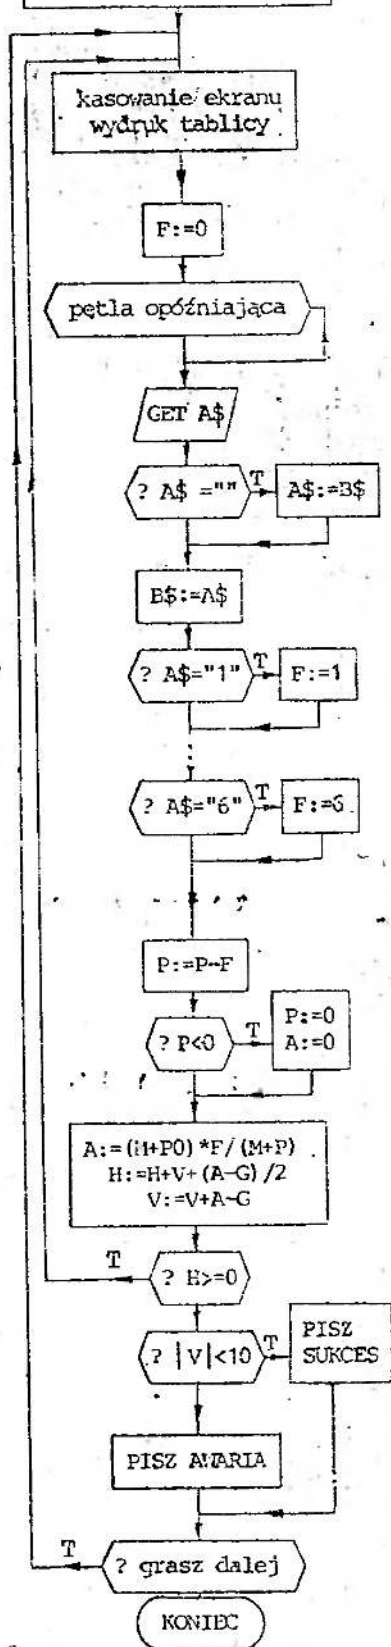 kasowanie ekranu
wydruk tablicy
F:=0
pętla opóźniająca
GET A$
? A$ =""
T
A$:=B$
B$:=A$
? A$="1"
T
F:=1
? A$="6"
T
F:=6
P:=P-F
? P<0
T
P:=0
A:=0
A:=(M+P0)*F/(M+P)
H:=H+V+(A-G)/2
V:=V+A-G
T
? H>=0
? |V|<10
T
PISZ
SUKCES
PISZ AWARIA
T
? grasz dalej
KONIEC